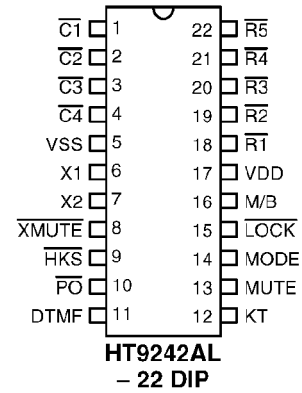 C1 1 22 R5
C2 2 21 R4
C3 3 20 R3
C4 4 19 R2
VSS 5 18 R1
X1 6 17 VDD
X2 7 16 M/B
XMUTE 8 15 LOCK
HKS 9 14 MODE
PO 10 13 MUTE
DTMF 11 12 KT
HT9242AL
– 22 DIP